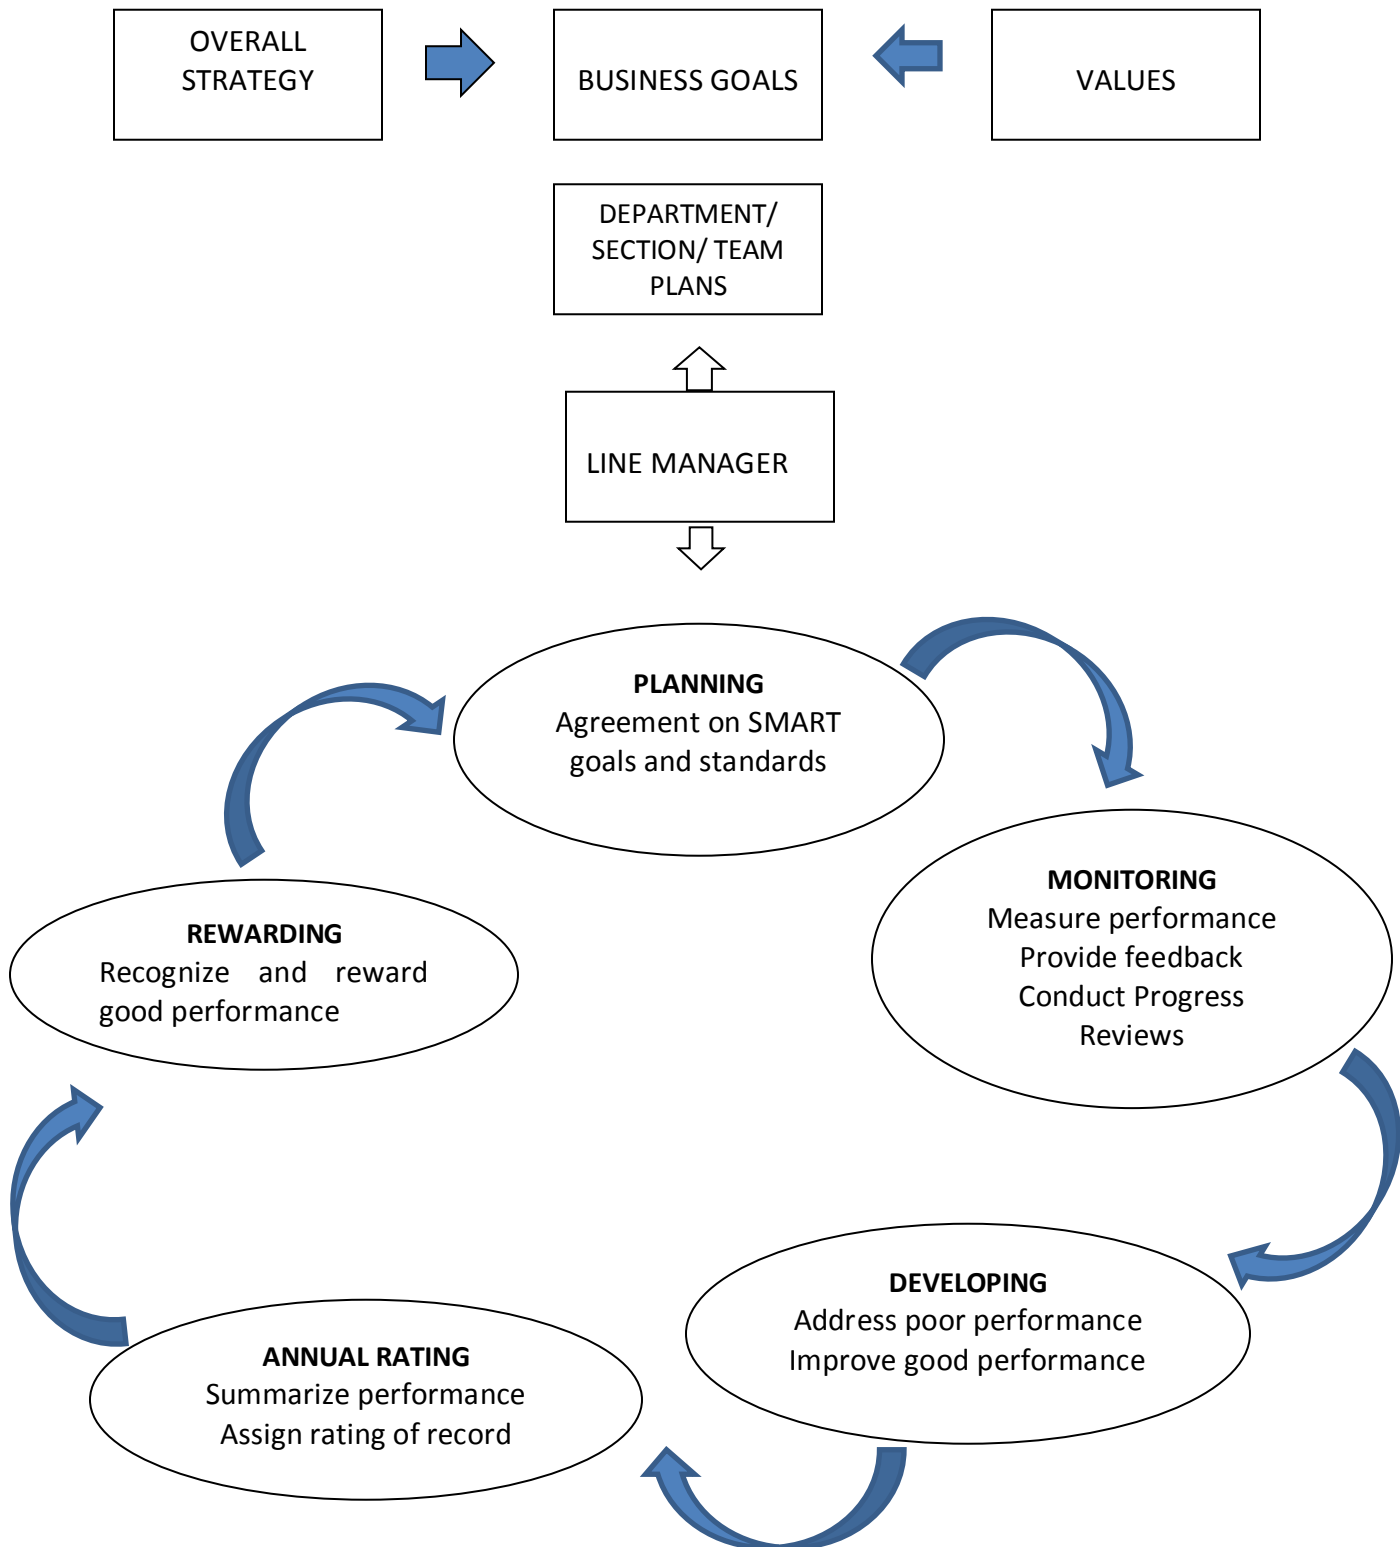 OVERALL
STRATEGY
BUSINESS GOALS
VALUES
DEPARTMENT/
SECTION/ TEAM
PLANS
LINE MANAGER
PLANNING
Agreement on SMART
goals and standards
MONITORING
Measure performance
Provide feedback
Conduct Progress
Reviews
REWARDING
Recognize and reward
good performance
DEVELOPING
Address poor performance
Improve good performance
ANNUAL RATING
Summarize performance
Assign rating of record